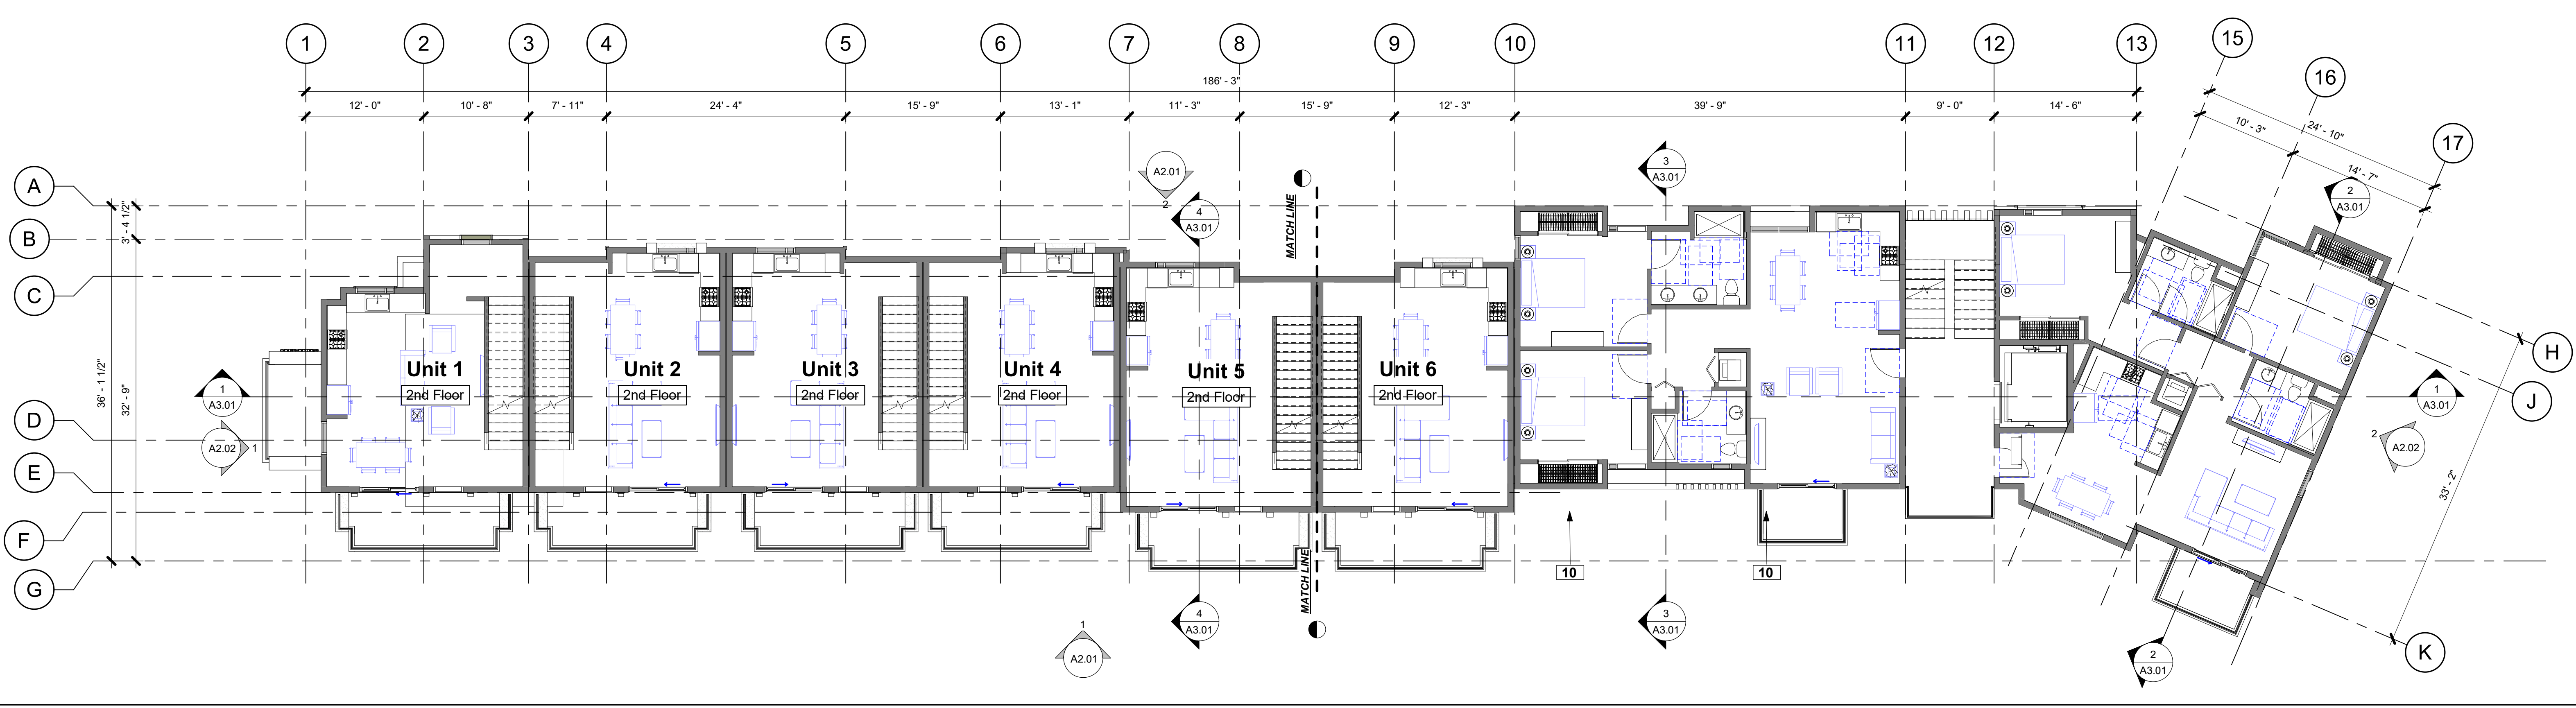 1 2 3 4 5 6 7 8 9 10 11 12 13 15 16 17
186' - 3"
12' - 0" 10' - 8" 7' - 11" 24' - 4" 15' - 9" 13' - 1" 11' - 3" 15' - 9" 12' - 3" 39' - 9" 9' - 0" 14' - 6"
24' - 10"
10' - 3"
14' - 7"
A
B
C
D
E
F
G
H
J
K
3' - 4 1/2"
36' - 1 1/2"
32' - 9"
33' - 2"
A2.01
2
4
A3.01
MATCH LINE
3
A3.01
2
A3.01
Unit 1
2nd Floor
Unit 2
2nd Floor
Unit 3
2nd Floor
Unit 4
2nd Floor
Unit 5
2nd Floor
Unit 6
2nd Floor
1
A3.01
A2.02
1
1
A3.01
2
A2.02
10
10
MATCH LINE
4
A3.01
3
A3.01
1
A2.01
2
A3.01